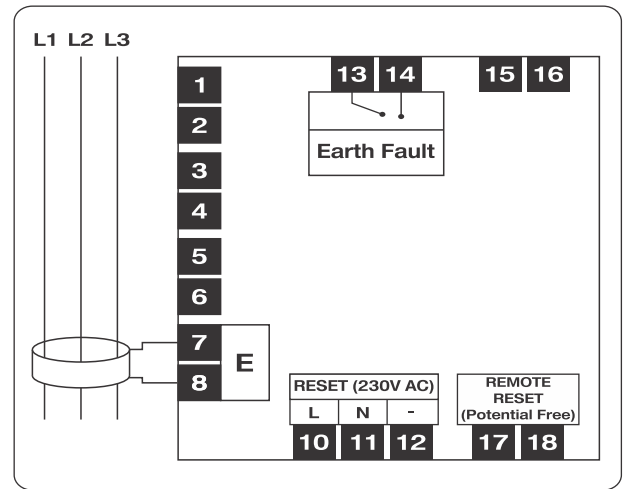 L1 L2 L3
13 14 15 16
1
Earth Fault
2
3
4
5
6
7
E
8
RESET (230V AC)
L N -
10 11 12
REMOTE
RESET
(Potential Free)
17 18